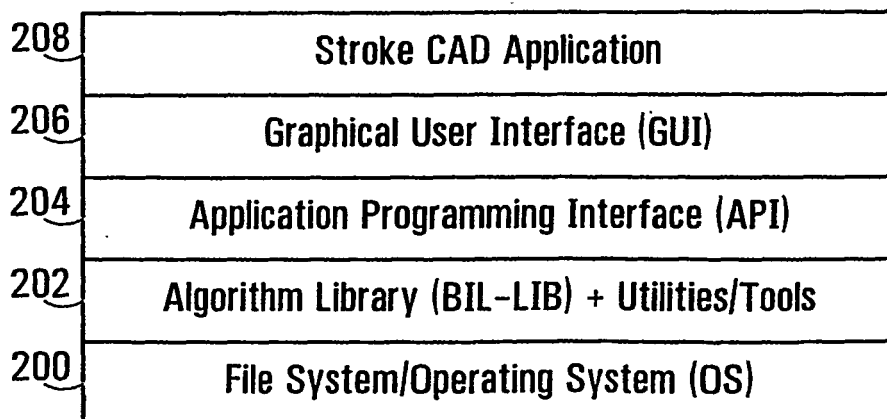 208 Stroke CAD Application
206 Graphical User Interface (GUI)
204 Application Programming Interface (API)
202 Algorithm Library (BIL-LIB) + Utilities/Tools
200 File System/Operating System (OS)